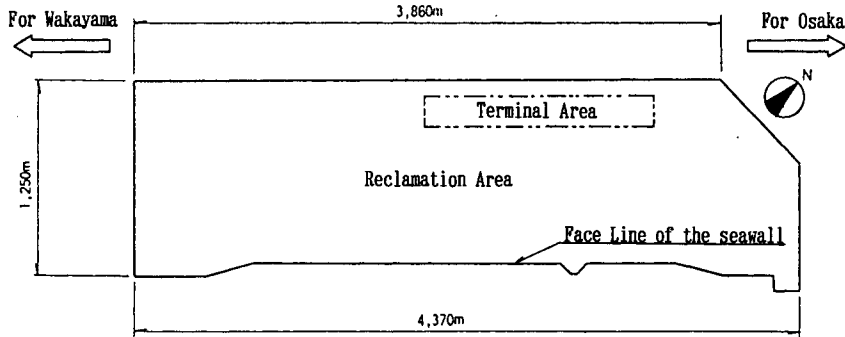 For Wakayama
3,860m
For Osaka
N
Terminal Area
1,250m
Reclamation Area
Face Line of the seawall
4,370m